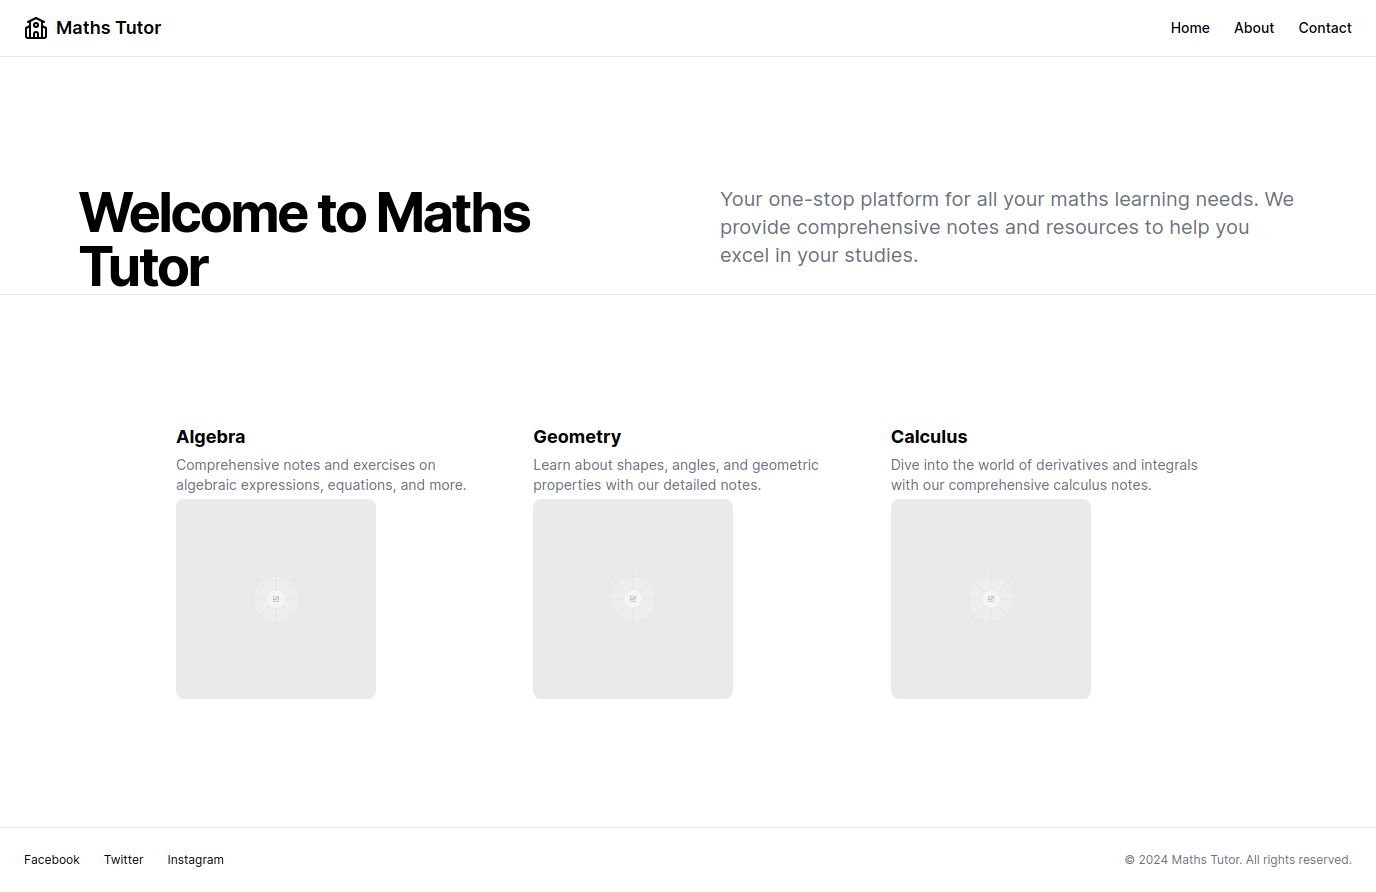 Maths Tutor
Home About Contact
Welcome to Maths
Tutor
Your one-stop platform for all your maths learning needs. We
provide comprehensive notes and resources to help you
excel in your studies.
Algebra
Comprehensive notes and exercises on
algebraic expressions, equations, and more.
Geometry
Learn about shapes, angles, and geometric
properties with our detailed notes.
Calculus
Dive into the world of derivatives and integrals
with our comprehensive calculus notes.
Facebook Twitter Instagram
© 2024 Maths Tutor. All rights reserved.